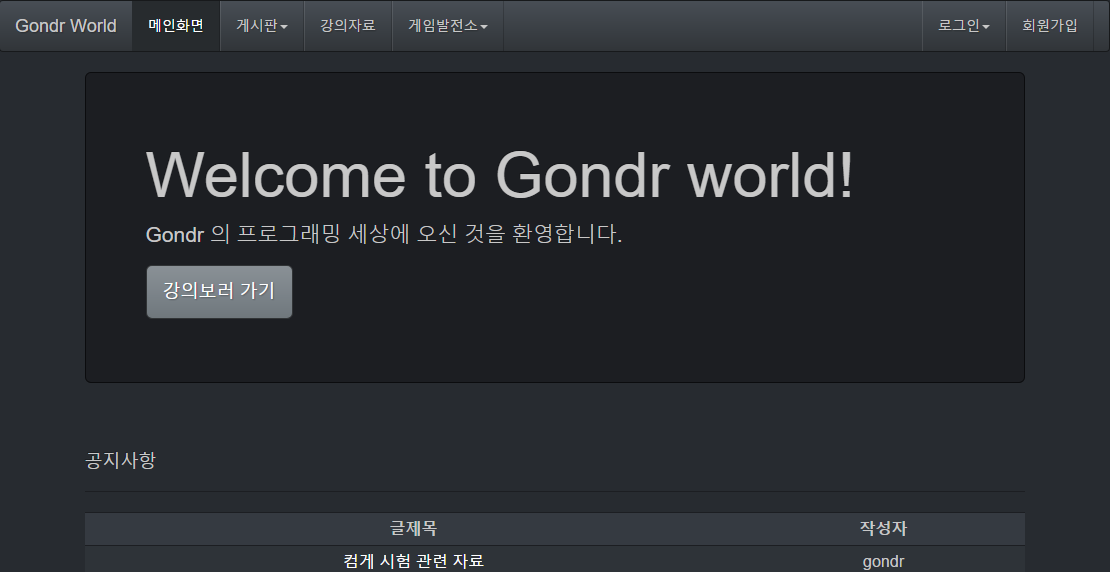 Gondr World 메인화면 게시판 강의자료 게임발전소 로그인 회원가입
Welcome to Gondr world!
Gondr 의 프로그래밍 세상에 오신 것을 환영합니다.
강의보러 가기
공지사항
글제목 작성자
컴게 시험 관련 자료 gondr